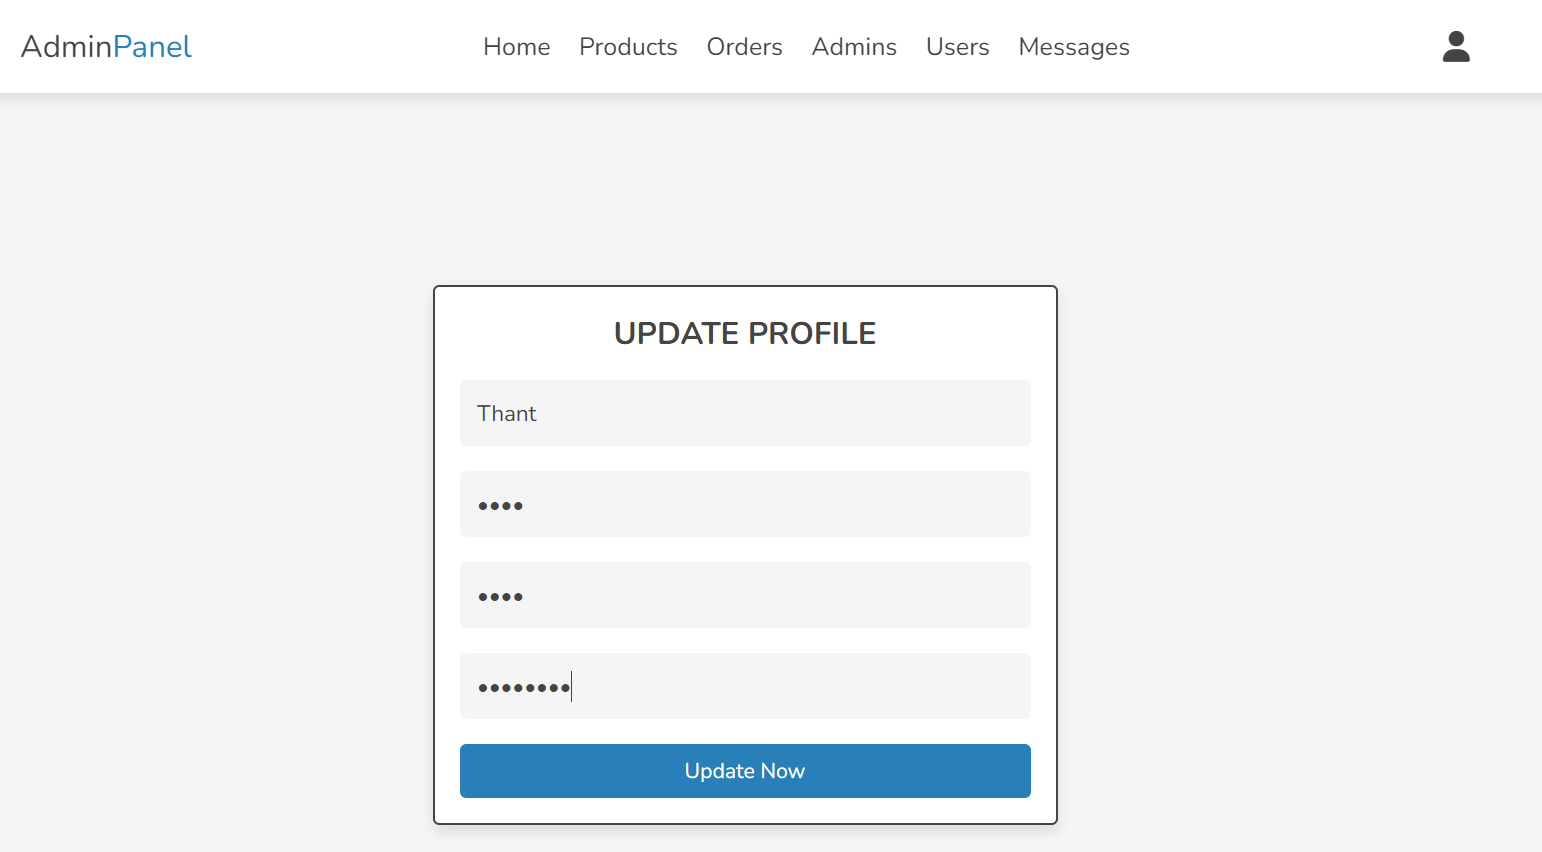 AdminPanel
Home Products Orders Admins Users Messages
UPDATE PROFILE
Thant
••••
••••
••••••••
Update Now